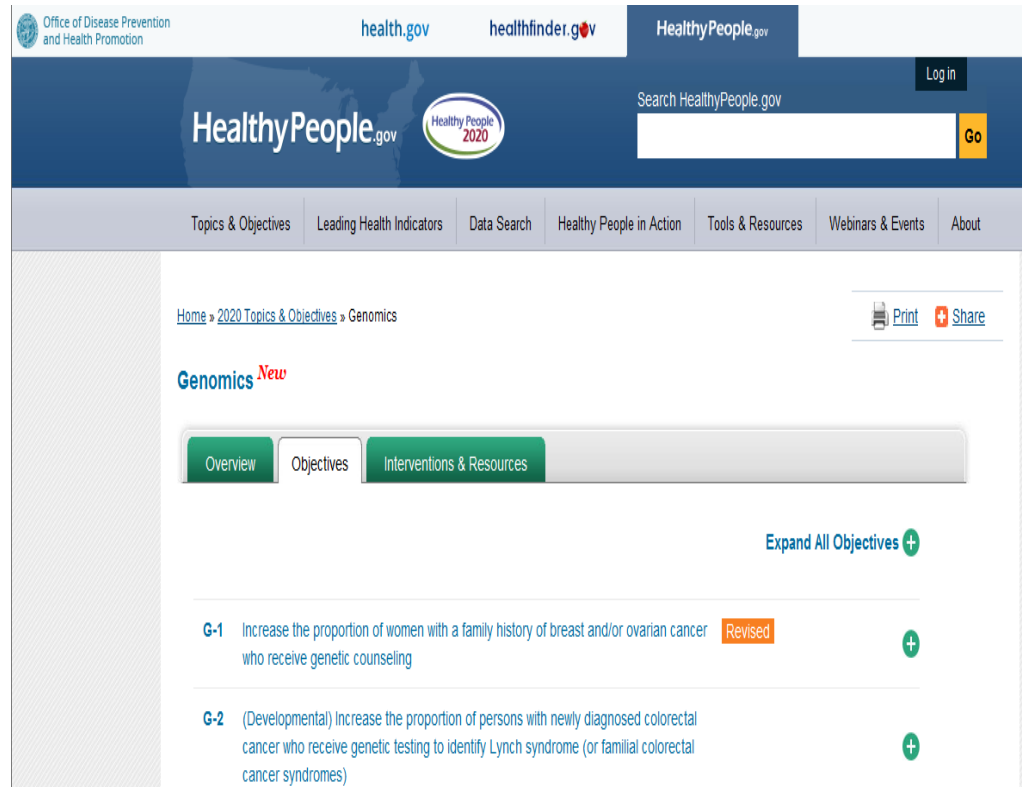 Office of Disease Prevention
and Health Promotion
health.gov
healthfinder.gov
HealthyPeople.gov
Log in
HealthyPeople.gov
Healthy People
2020
Search HealthyPeople.gov
Go
Topics & Objectives
Leading Health Indicators
Data Search
Healthy People in Action
Tools & Resources
Webinars & Events
About
Home » 2020 Topics & Objectives » Genomics
Print
Share
Genomics New
Overview
Objectives
Interventions & Resources
Expand All Objectives
G-1 Increase the proportion of women with a family history of breast and/or ovarian cancer Revised
who receive genetic counseling
G-2 (Developmental) Increase the proportion of persons with newly diagnosed colorectal
cancer who receive genetic testing to identify Lynch syndrome (or familial colorectal
cancer syndromes)